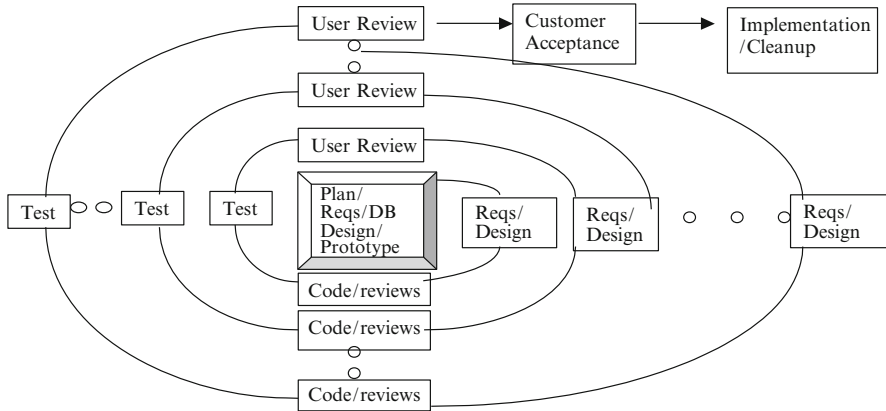 User Review
Customer
Acceptance
Implementation
/Cleanup
User Review
User Review
Test
Test
Test
Plan/
Reqs/DB
Design/
Prototype
Reqs/
Design
Reqs/
Design
Reqs/
Design
Code/reviews
Code/reviews
Code/reviews